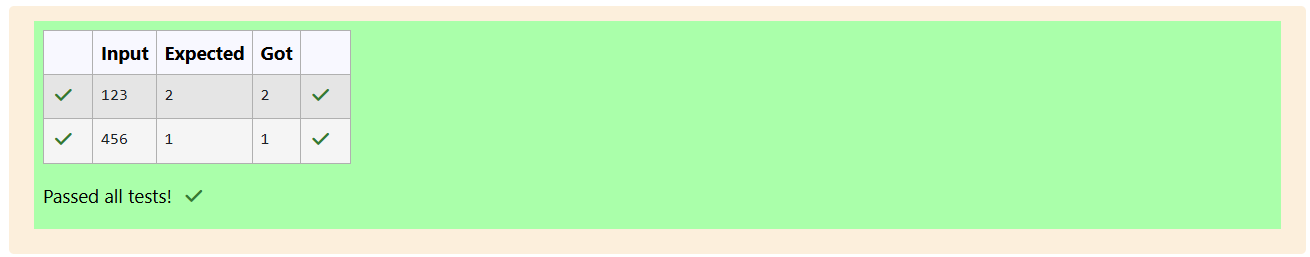 Input Expected Got
123 2 2
456 1 1
Passed all tests!